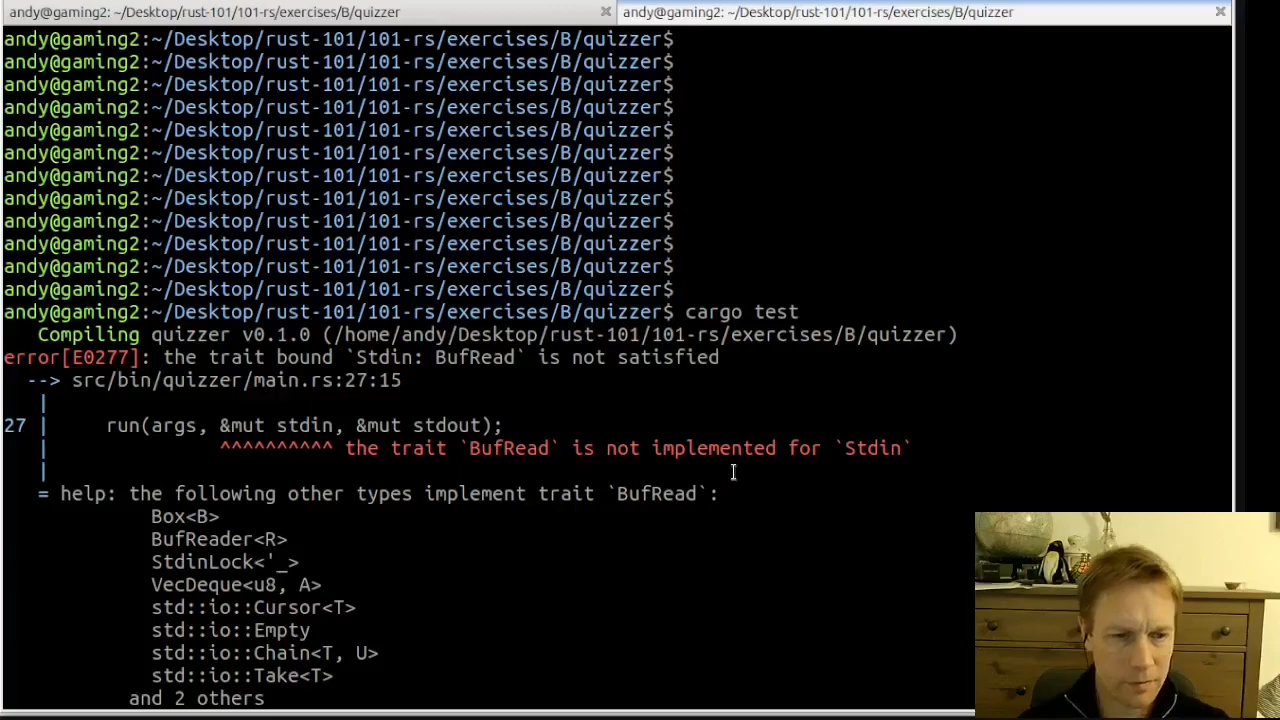 andy@gaming2: ~/Desktop/rust-101/101-rs/exercises/B/quizzer
andy@gaming2: ~/Desktop/rust-101/101-rs/exercises/B/quizzer
andy@gaming2:~/Desktop/rust-101/101-rs/exercises/B/quizzer$
andy@gaming2:~/Desktop/rust-101/101-rs/exercises/B/quizzer$
andy@gaming2:~/Desktop/rust-101/101-rs/exercises/B/quizzer$
andy@gaming2:~/Desktop/rust-101/101-rs/exercises/B/quizzer$
andy@gaming2:~/Desktop/rust-101/101-rs/exercises/B/quizzer$
andy@gaming2:~/Desktop/rust-101/101-rs/exercises/B/quizzer$
andy@gaming2:~/Desktop/rust-101/101-rs/exercises/B/quizzer$
andy@gaming2:~/Desktop/rust-101/101-rs/exercises/B/quizzer$
andy@gaming2:~/Desktop/rust-101/101-rs/exercises/B/quizzer$
andy@gaming2:~/Desktop/rust-101/101-rs/exercises/B/quizzer$
andy@gaming2:~/Desktop/rust-101/101-rs/exercises/B/quizzer$
andy@gaming2:~/Desktop/rust-101/101-rs/exercises/B/quizzer$
andy@gaming2:~/Desktop/rust-101/101-rs/exercises/B/quizzer$ cargo test
   Compiling quizzer v0.1.0 (/home/andy/Desktop/rust-101/101-rs/exercises/B/quizzer)
error[E0277]: the trait bound `Stdin: BufRead` is not satisfied
  --> src/bin/quizzer/main.rs:27:15
   |
27 |     run(args, &mut stdin, &mut stdout);
   |               ^^^^^^^^^^ the trait `BufRead` is not implemented for `Stdin`
   |
   = help: the following other types implement trait `BufRead`:
             Box<B>
             BufReader<R>
             StdinLock<'_>
             VecDeque<u8, A>
             std::io::Cursor<T>
             std::io::Empty
             std::io::Chain<T, U>
             std::io::Take<T>
           and 2 others